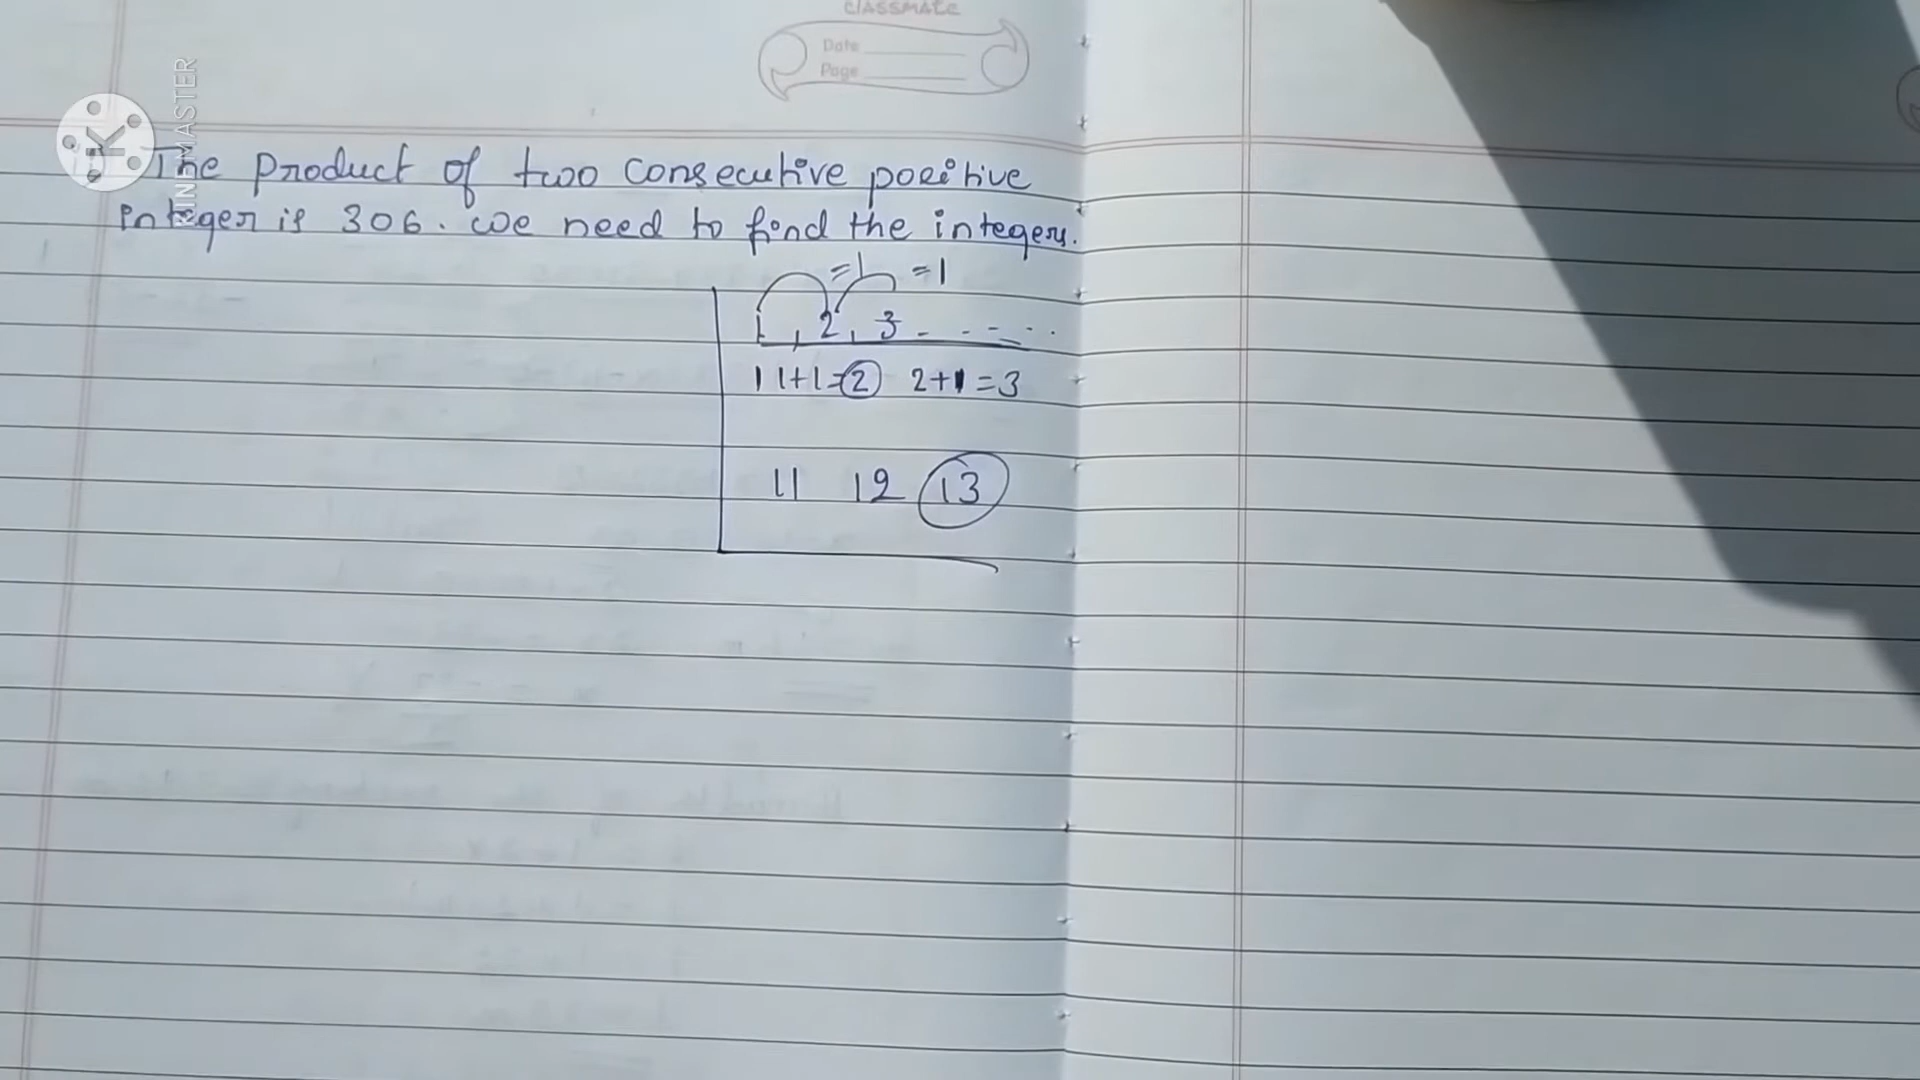 classmate
Date
Page
KINEMASTER
The product of two consecutive positive
integer is 306. we need to find the integers.
=1 =1
1, 2, 3 - - - - . .
1 1+1=2 2+1=3
11 12 13